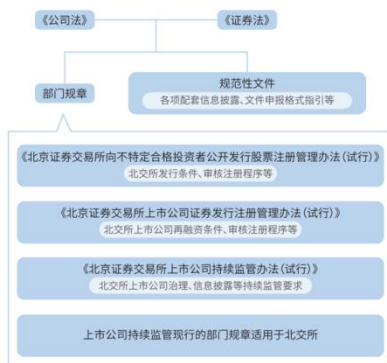 《公司法》
《证券法》
部门规章
规范性文件
各项配套信息披露、文件申报格式指引等
《北京证券交易所向不特定合格投资者公开发行股票注册管理办法（试行）》
北交所发行条件、审核注册程序等
《北京证券交易所上市公司证券发行注册管理办法（试行）》
北交所上市公司再融资条件、审核注册程序等
《北京证券交易所上市公司持续监管办法（试行）》
北交所上市公司治理、信息披露等持续监管要求
上市公司持续监管现行的部门规章适用于北交所